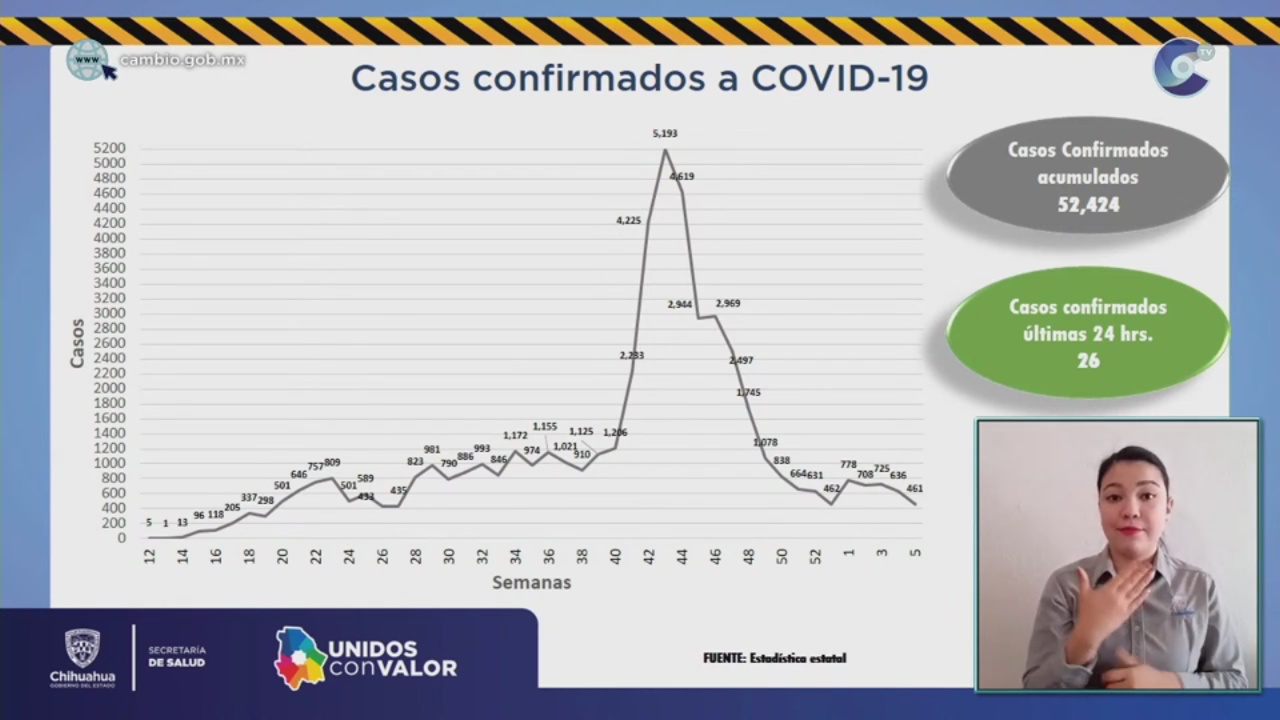 www
cambio.gob.mx
Casos confirmados a COVID-19
TV
Casos Confirmados
acumulados
52,424
Casos confirmados
últimas 24 hrs.
26
Casos
5200
5000
4800
4600
4400
4200
4000
3800
3600
3400
3200
3000
2800
2600
2400
2200
2000
1800
1600
1400
1200
1000
800
600
400
200
0
5 1 13 96 118 205 337 298 501 646 757 809 501 589 433 435 823 981 790 886 993 846 1,172 974 1,155 1,021 910 1,125 1,206 2,233 4,225 5,193 4,619 2,944 2,969 2,497 1,745 1,078 838 664 631 462 778 708 725 636 461
12 14 16 18 20 22 24 26 28 30 32 34 36 38 40 42 44 46 48 50 52 1 3 5
Semanas
Chihuahua
GOBIERNO DEL ESTADO
SECRETARÍA
DE SALUD
UNIDOS
conVALOR
FUENTE: Estadística estatal